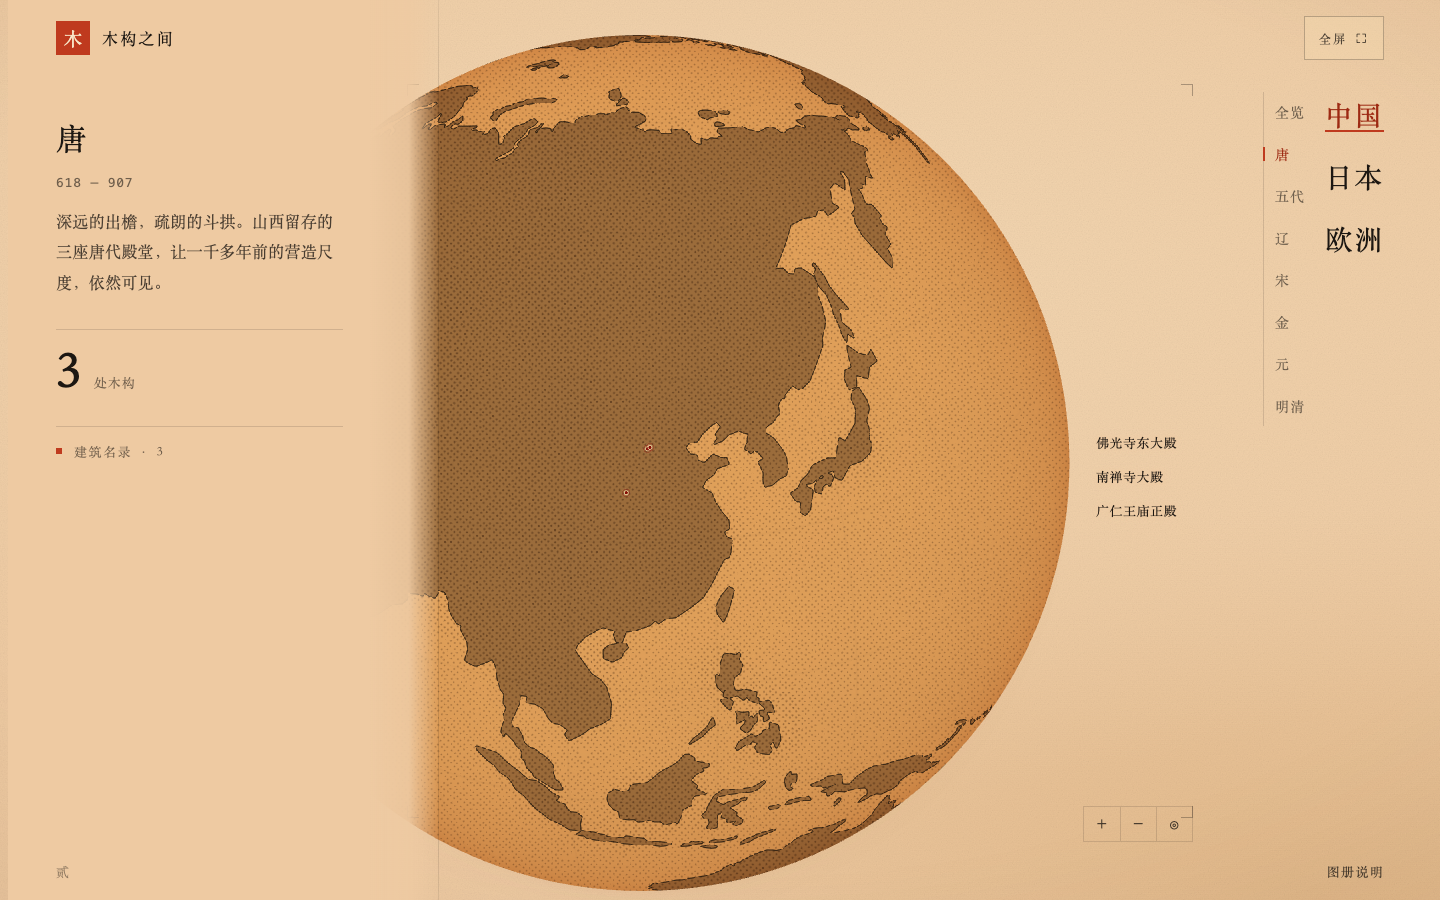 木 木构之间
唐
618 — 907
深远的出檐，疏朗的斗拱。山西留存的
三座唐代殿堂，让一千多年前的营造尺
度，依然可见。
3 处木构
建筑名录 · 3
贰
佛光寺东大殿
南禅寺大殿
广仁王庙正殿
+ − ◎
全屏
全览
唐
五代
辽
宋
金
元
明清
中国
日本
欧洲
图册说明